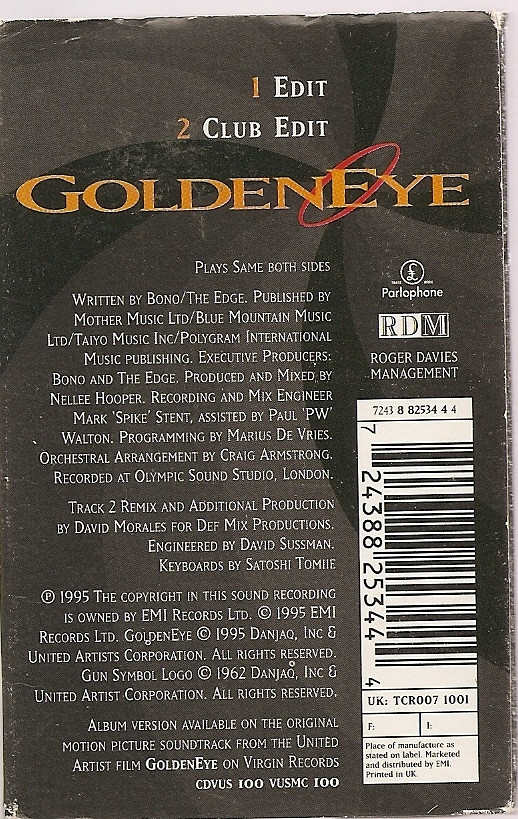 1 EDIT
2 CLUB EDIT
GOLDENEYE
PLAYS SAME BOTH SIDES
WRITTEN BY BONO/THE EDGE. PUBLISHED BY
MOTHER MUSIC LTD/BLUE MOUNTAIN MUSIC
LTD/TAIYO MUSIC INC/POLYGRAM INTERNATIONAL
MUSIC PUBLISHING. EXECUTIVE PRODUCERS:
BONO AND THE EDGE. PRODUCED AND MIXED BY
NELLEE HOOPER. RECORDING AND MIX ENGINEER
MARK 'SPIKE' STENT, ASSISTED BY PAUL 'PW'
WALTON. PROGRAMMING BY MARIUS DE VRIES.
ORCHESTRAL ARRANGEMENT BY CRAIG ARMSTRONG.
RECORDED AT OLYMPIC SOUND STUDIO, LONDON.
TRACK 2 REMIX AND ADDITIONAL PRODUCTION
BY DAVID MORALES FOR DEF MIX PRODUCTIONS.
ENGINEERED BY DAVID SUSSMAN.
KEYBOARDS BY SATOSHI TOMIIE
℗ 1995 THE COPYRIGHT IN THIS SOUND RECORDING
IS OWNED BY EMI RECORDS LTD. © 1995 EMI
RECORDS LTD. GOLDENEYE © 1995 DANJAQ, INC &
UNITED ARTISTS CORPORATION. ALL RIGHTS RESERVED.
GUN SYMBOL LOGO © 1962 DANJAQ, INC &
UNITED ARTIST CORPORATION. ALL RIGHTS RESERVED.
ALBUM VERSION AVAILABLE ON THE ORIGINAL
MOTION PICTURE SOUNDTRACK FROM THE UNITED
ARTIST FILM GOLDENEYE ON VIRGIN RECORDS
CDVUS 100 VUSMC 100
£
Parlophone
RDM
ROGER DAVIES
MANAGEMENT
7243 8 82534 4 4
7 24388 25344 4
UK: TCR007 1001
F: I:
Place of manufacture as
stated on label. Marketed
and distributed by EMI.
Printed in UK.